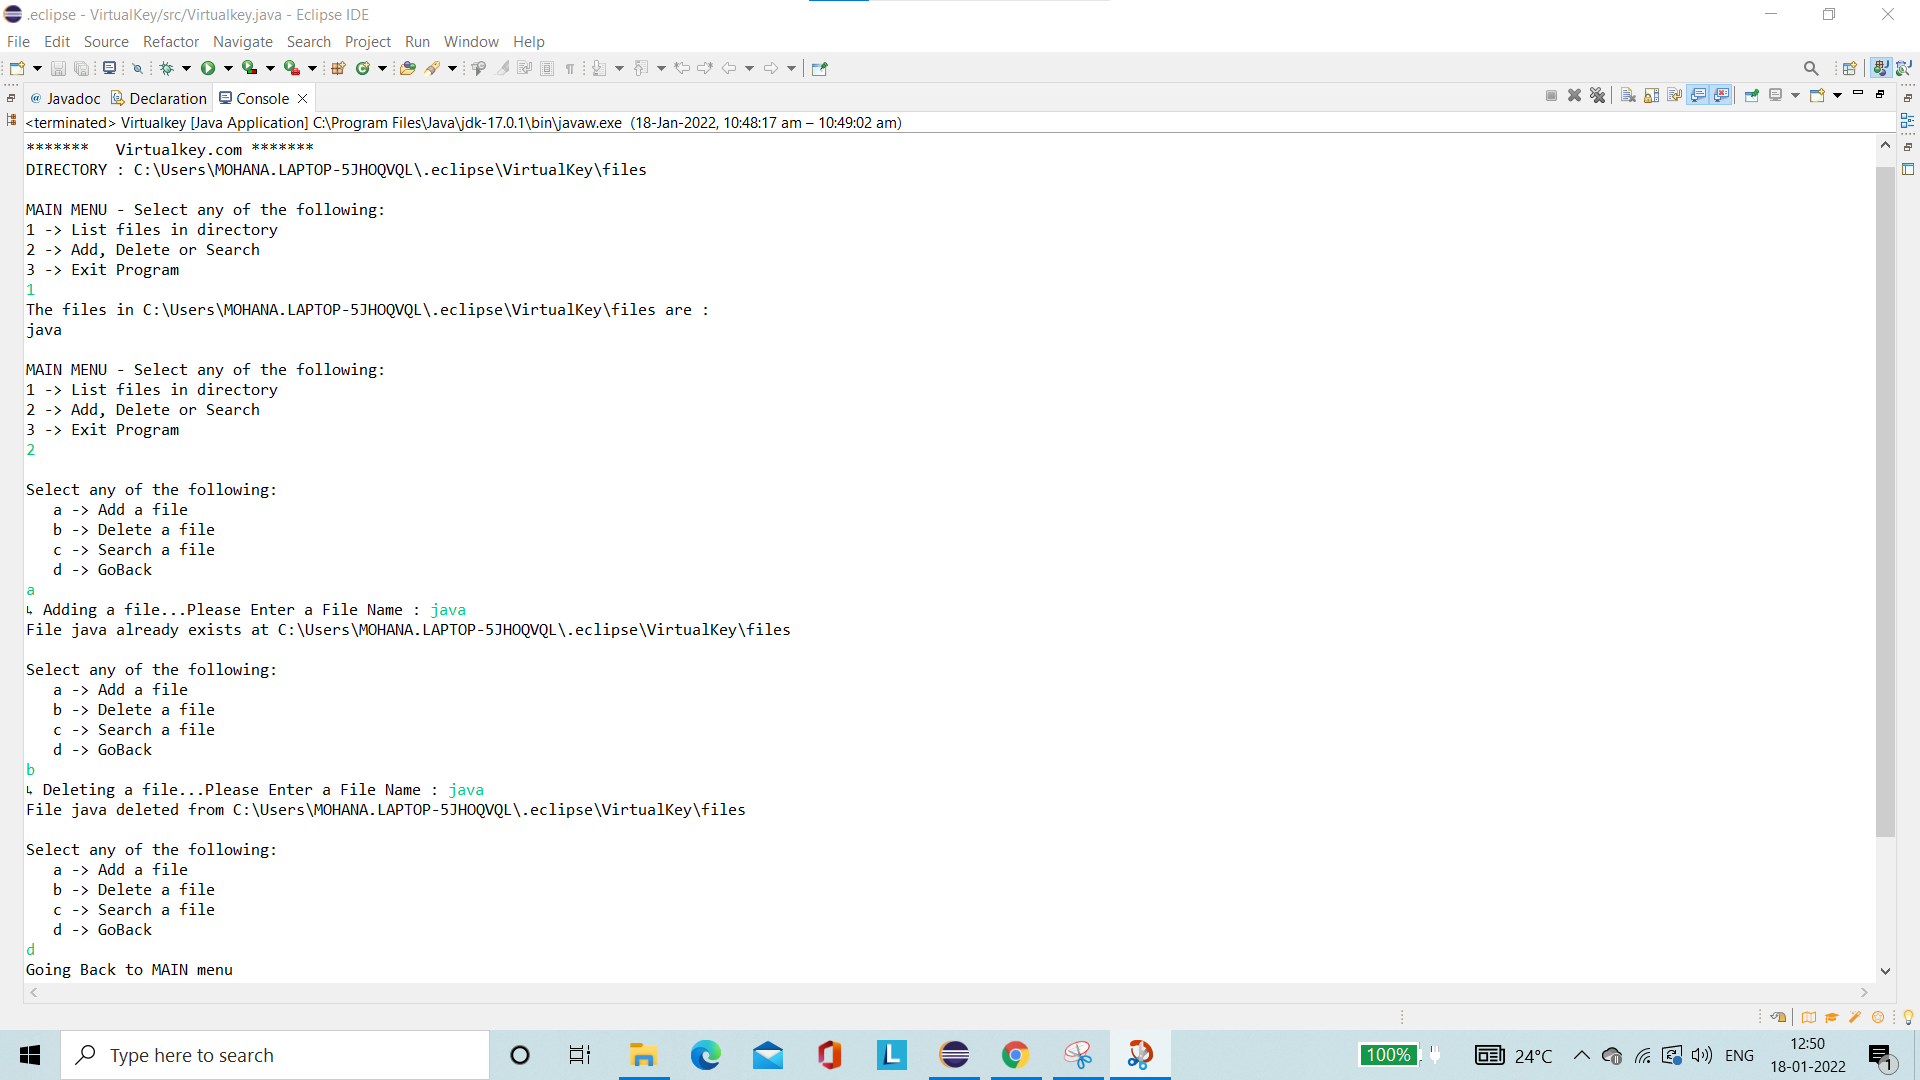 .eclipse - VirtualKey/src/Virtualkey.java - Eclipse IDE
File Edit Source Refactor Navigate Search Project Run Window Help
@ Javadoc Declaration Console
<terminated> Virtualkey [Java Application] C:\Program Files\Java\jdk-17.0.1\bin\javaw.exe (18-Jan-2022, 10:48:17 am – 10:49:02 am)
*******   Virtualkey.com *******
DIRECTORY : C:\Users\MOHANA.LAPTOP-5JHOQVQL\.eclipse\VirtualKey\files
MAIN MENU - Select any of the following:
1 -> List files in directory
2 -> Add, Delete or Search
3 -> Exit Program
1
The files in C:\Users\MOHANA.LAPTOP-5JHOQVQL\.eclipse\VirtualKey\files are :
java
MAIN MENU - Select any of the following:
1 -> List files in directory
2 -> Add, Delete or Search
3 -> Exit Program
2
Select any of the following:
   a -> Add a file
   b -> Delete a file
   c -> Search a file
   d -> GoBack
a
↳ Adding a file...Please Enter a File Name : java
File java already exists at C:\Users\MOHANA.LAPTOP-5JHOQVQL\.eclipse\VirtualKey\files
Select any of the following:
   a -> Add a file
   b -> Delete a file
   c -> Search a file
   d -> GoBack
b
↳ Deleting a file...Please Enter a File Name : java
File java deleted from C:\Users\MOHANA.LAPTOP-5JHOQVQL\.eclipse\VirtualKey\files
Select any of the following:
   a -> Add a file
   b -> Delete a file
   c -> Search a file
   d -> GoBack
d
Going Back to MAIN menu
Type here to search
L
100%
24°C
ENG
12:50
18-01-2022
1